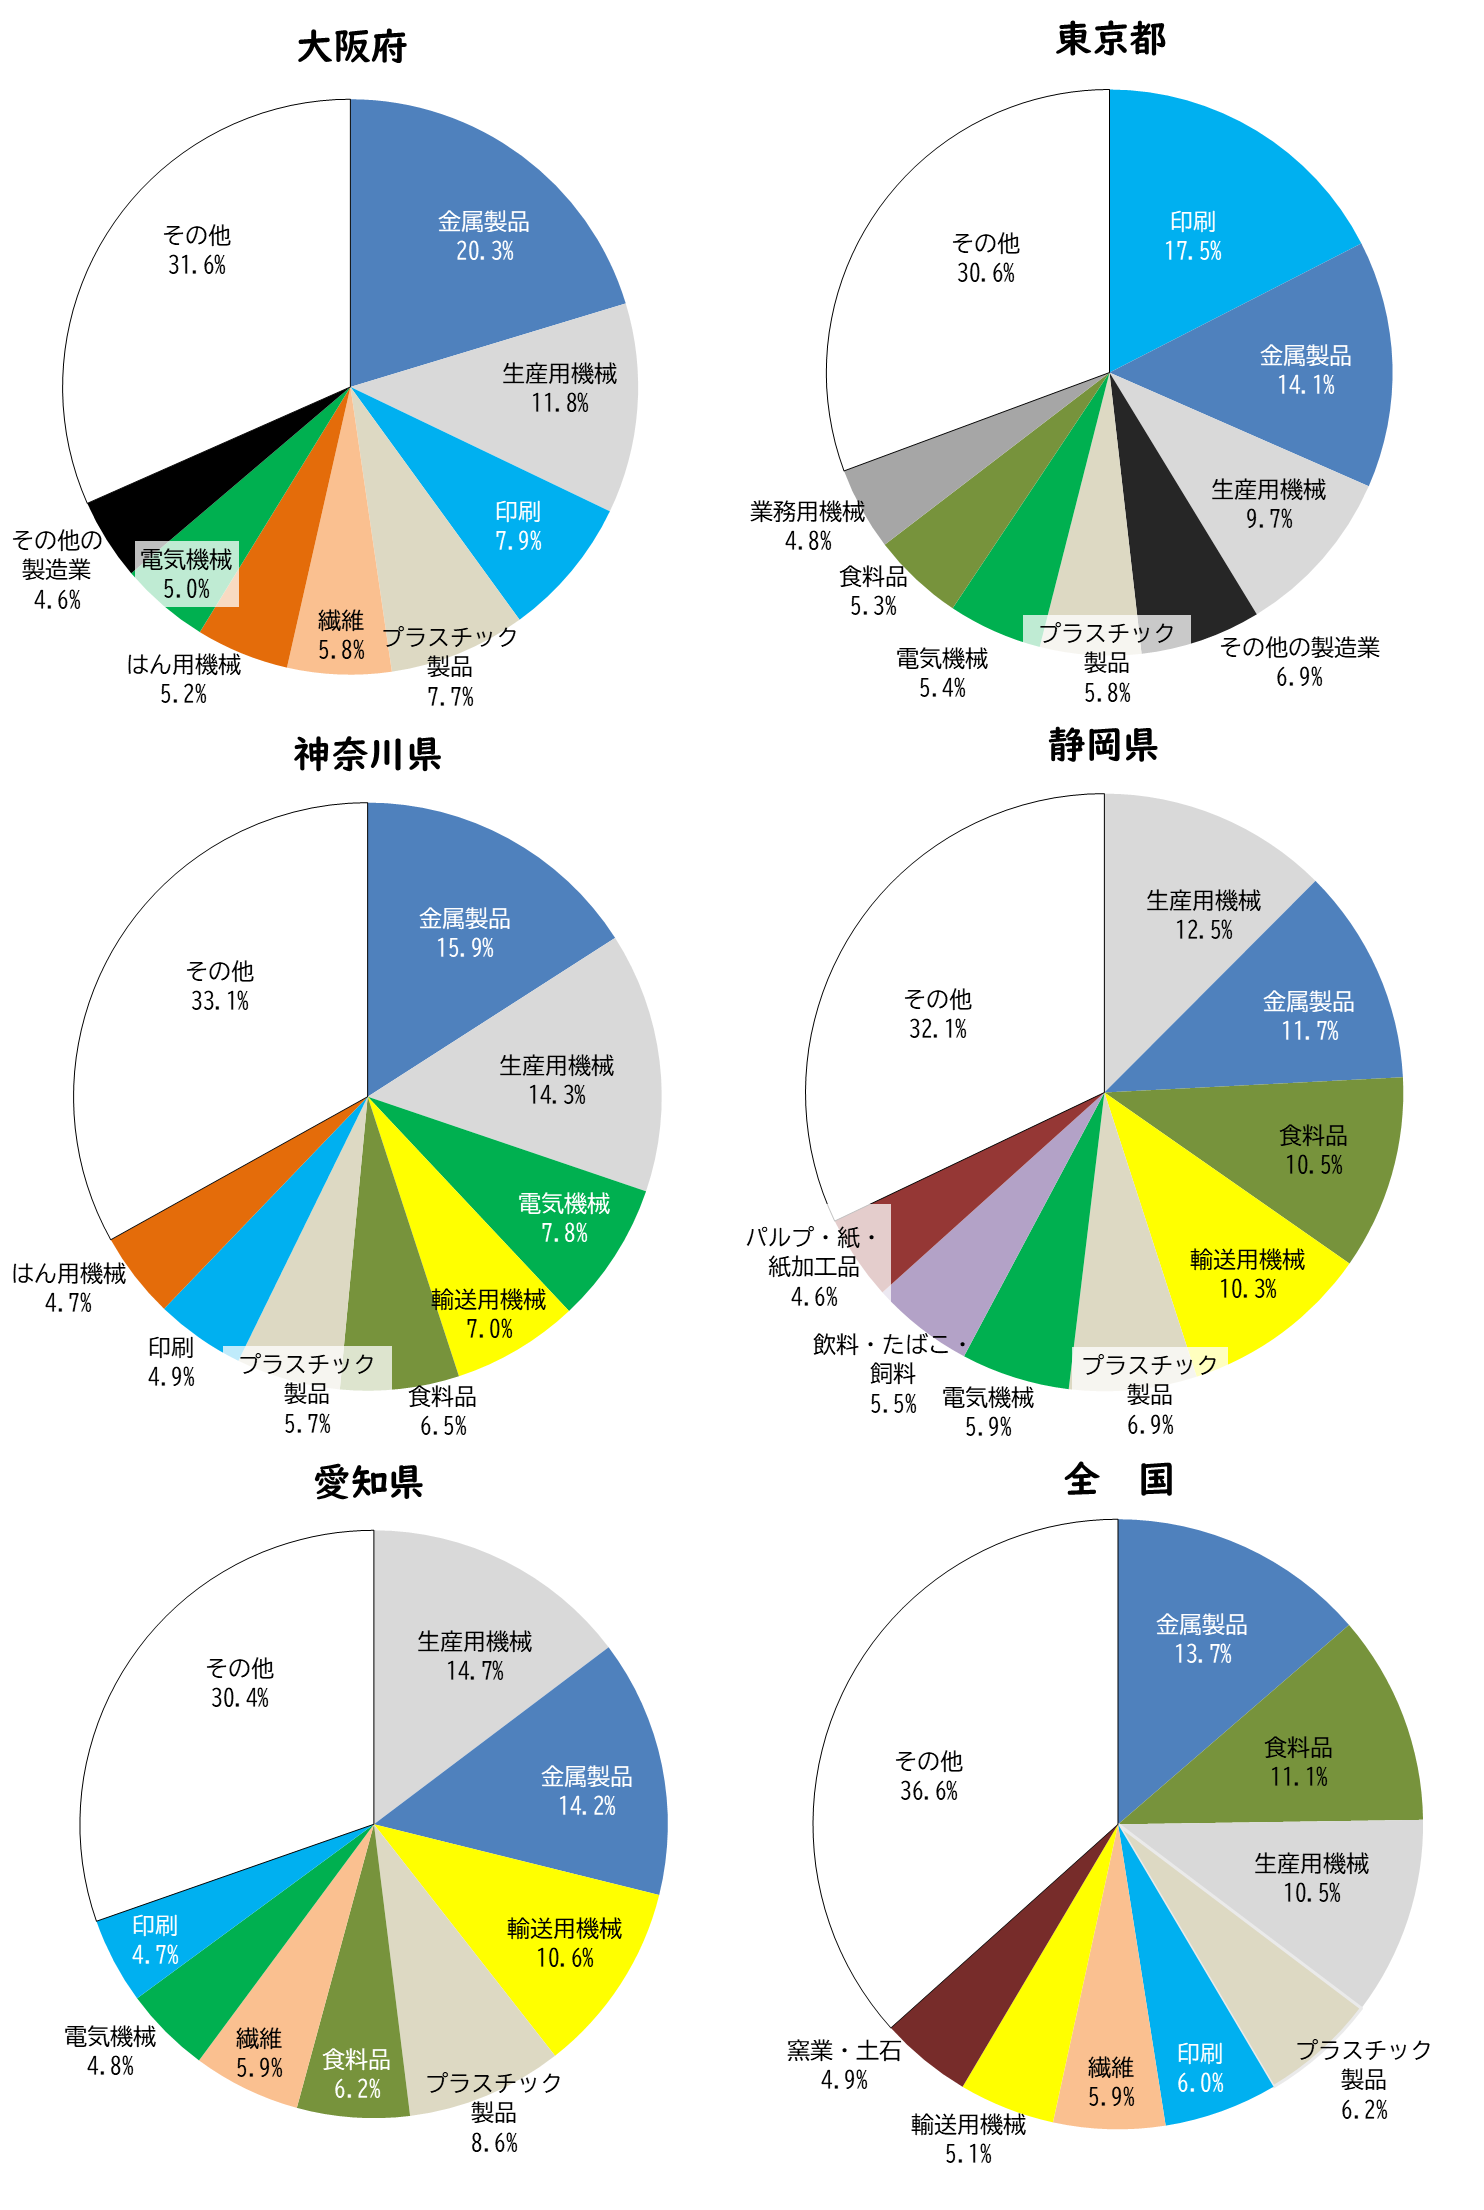 大阪府
金属製品
20.3%
生産用機械
11.8%
印刷
7.9%
プラスチック
製品
7.7%
繊維
5.8%
はん用機械
5.2%
電気機械
5.0%
その他の
製造業
4.6%
その他
31.6%
東京都
印刷
17.5%
金属製品
14.1%
生産用機械
9.7%
その他の製造業
6.9%
プラスチック
製品
5.8%
電気機械
5.4%
食料品
5.3%
業務用機械
4.8%
その他
30.6%
神奈川県
金属製品
15.9%
生産用機械
14.3%
電気機械
7.8%
輸送用機械
7.0%
食料品
6.5%
プラスチック
製品
5.7%
印刷
4.9%
はん用機械
4.7%
その他
33.1%
静岡県
生産用機械
12.5%
金属製品
11.7%
食料品
10.5%
輸送用機械
10.3%
プラスチック
製品
6.9%
電気機械
5.9%
飲料・たばこ・
飼料
5.5%
パルプ・紙・
紙加工品
4.6%
その他
32.1%
愛知県
生産用機械
14.7%
金属製品
14.2%
輸送用機械
10.6%
プラスチック
製品
8.6%
食料品
6.2%
繊維
5.9%
電気機械
4.8%
印刷
4.7%
その他
30.4%
全　国
金属製品
13.7%
食料品
11.1%
生産用機械
10.5%
プラスチック
製品
6.2%
印刷
6.0%
繊維
5.9%
輸送用機械
5.1%
窯業・土石
4.9%
その他
36.6%